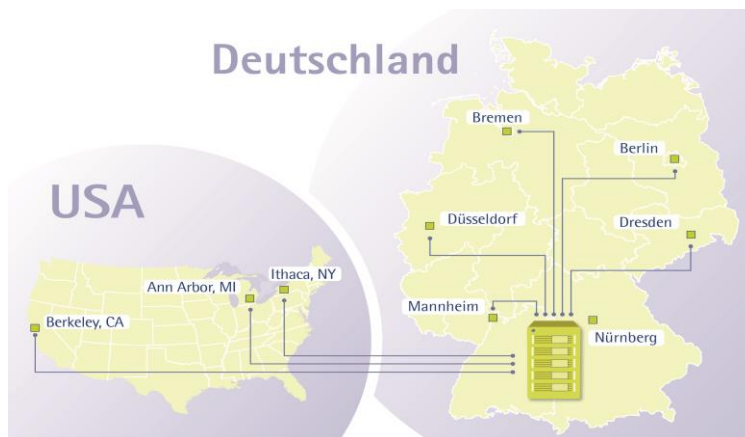 Deutschland
Bremen
Berlin
USA
Düsseldorf
Dresden
Ithaca, NY
Ann Arbor, MI
Mannheim
Berkeley, CA
Nürnberg